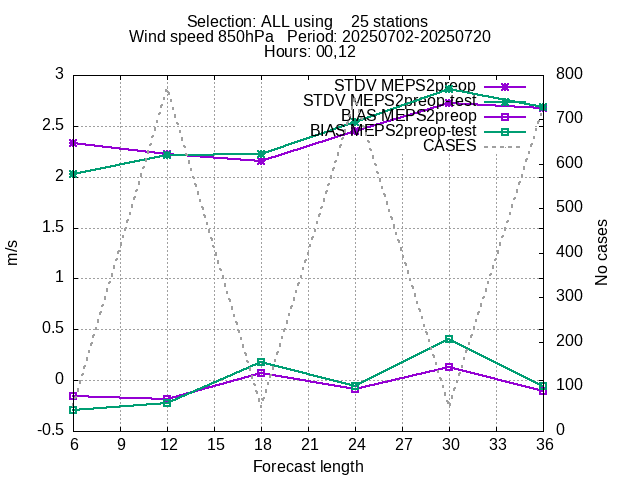 Selection: ALL using 25 stations
Wind speed 850hPa Period: 20250702-20250720
Hours: 00,12
STDV MEPS2preop
STDV MEPS2preop-test
BIAS MEPS2preop
BIAS MEPS2preop-test
CASES
3
2.5
2
1.5
1
0.5
0
-0.5
m/s
800
700
600
500
400
300
200
100
0
No cases
6 9 12 15 18 21 24 27 30 33 36
Forecast length